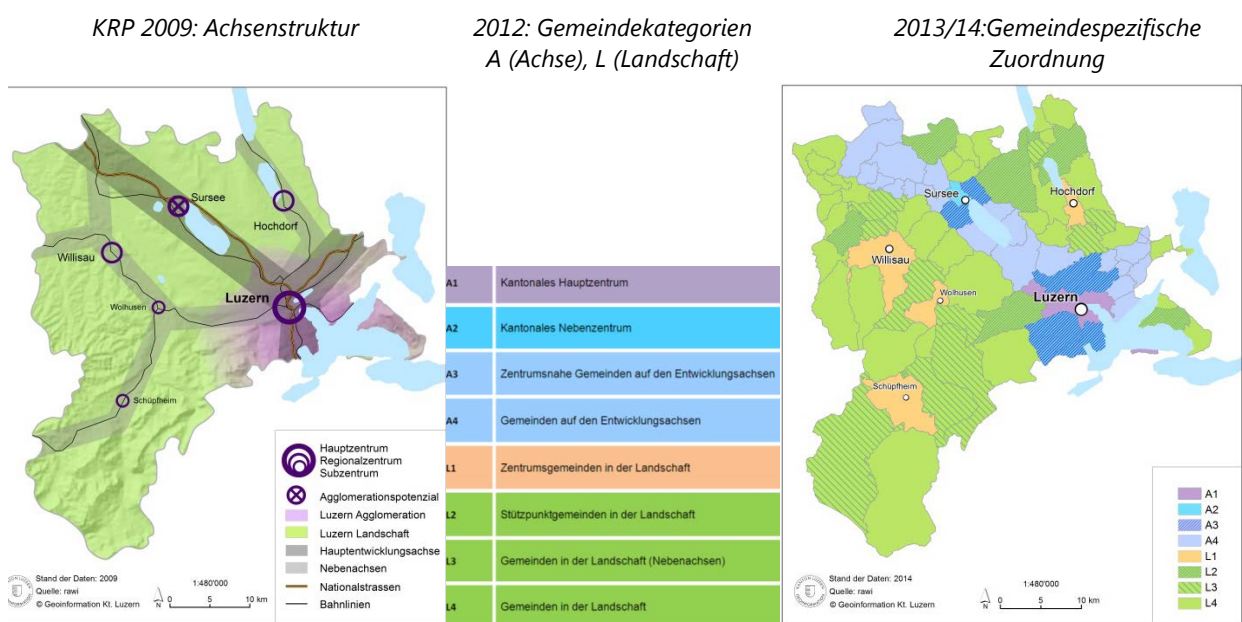 KRP 2009: Achsenstruktur
2012: Gemeindekategorien
A (Achse), L (Landschaft)
2013/14:Gemeindespezifische
Zuordnung
Sursee
Hochdorf
Willisau
Wolhusen
Luzern
Schüpfheim
Hauptzentrum
Regionalzentrum
Subzentrum
Agglomerationspotenzial
Luzern Agglomeration
Luzern Landschaft
Hauptentwicklungsachse
Nebenachsen
Nationalstrassen
Bahnlinien
Stand der Daten: 2009
Quelle: rawi
© Geoinformation Kt. Luzern
N
1:480'000
0 5 10 km
A1 Kantonales Hauptzentrum
A2 Kantonales Nebenzentrum
A3 Zentrumsnahe Gemeinden auf den Entwicklungsachsen
A4 Gemeinden auf den Entwicklungsachsen
L1 Zentrumsgemeinden in der Landschaft
L2 Stützpunktgemeinden in der Landschaft
L3 Gemeinden in der Landschaft (Nebenachsen)
L4 Gemeinden in der Landschaft
Sursee
Hochdorf
Willisau
Wolhusen
Luzern
Schüpfheim
A1
A2
A3
A4
L1
L2
L3
L4
Stand der Daten: 2014
Quelle: rawi
© Geoinformation Kt. Luzern
N
1:480'000
0 5 10 km